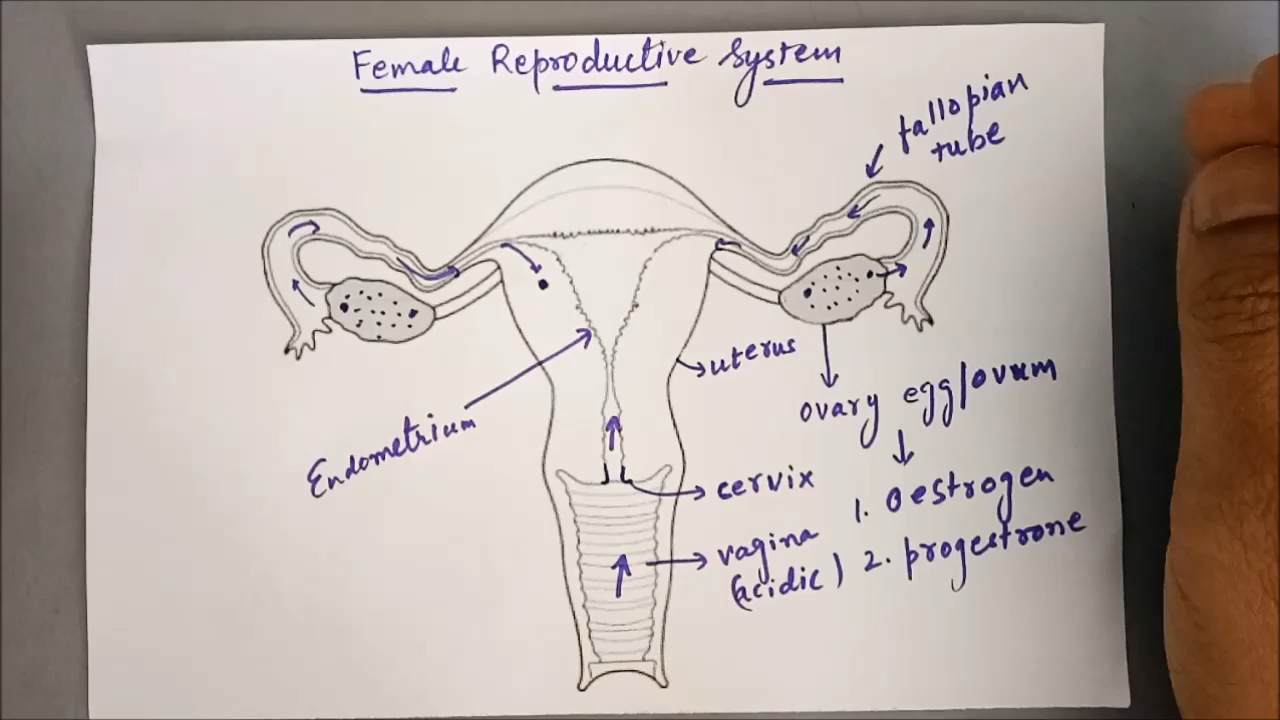 Female Reproductive System
fallopian
tube
uterus
ovary egg/ovum
Endometrium
cervix
1. Oestrogen
vagina
(acidic)
2. progestrone